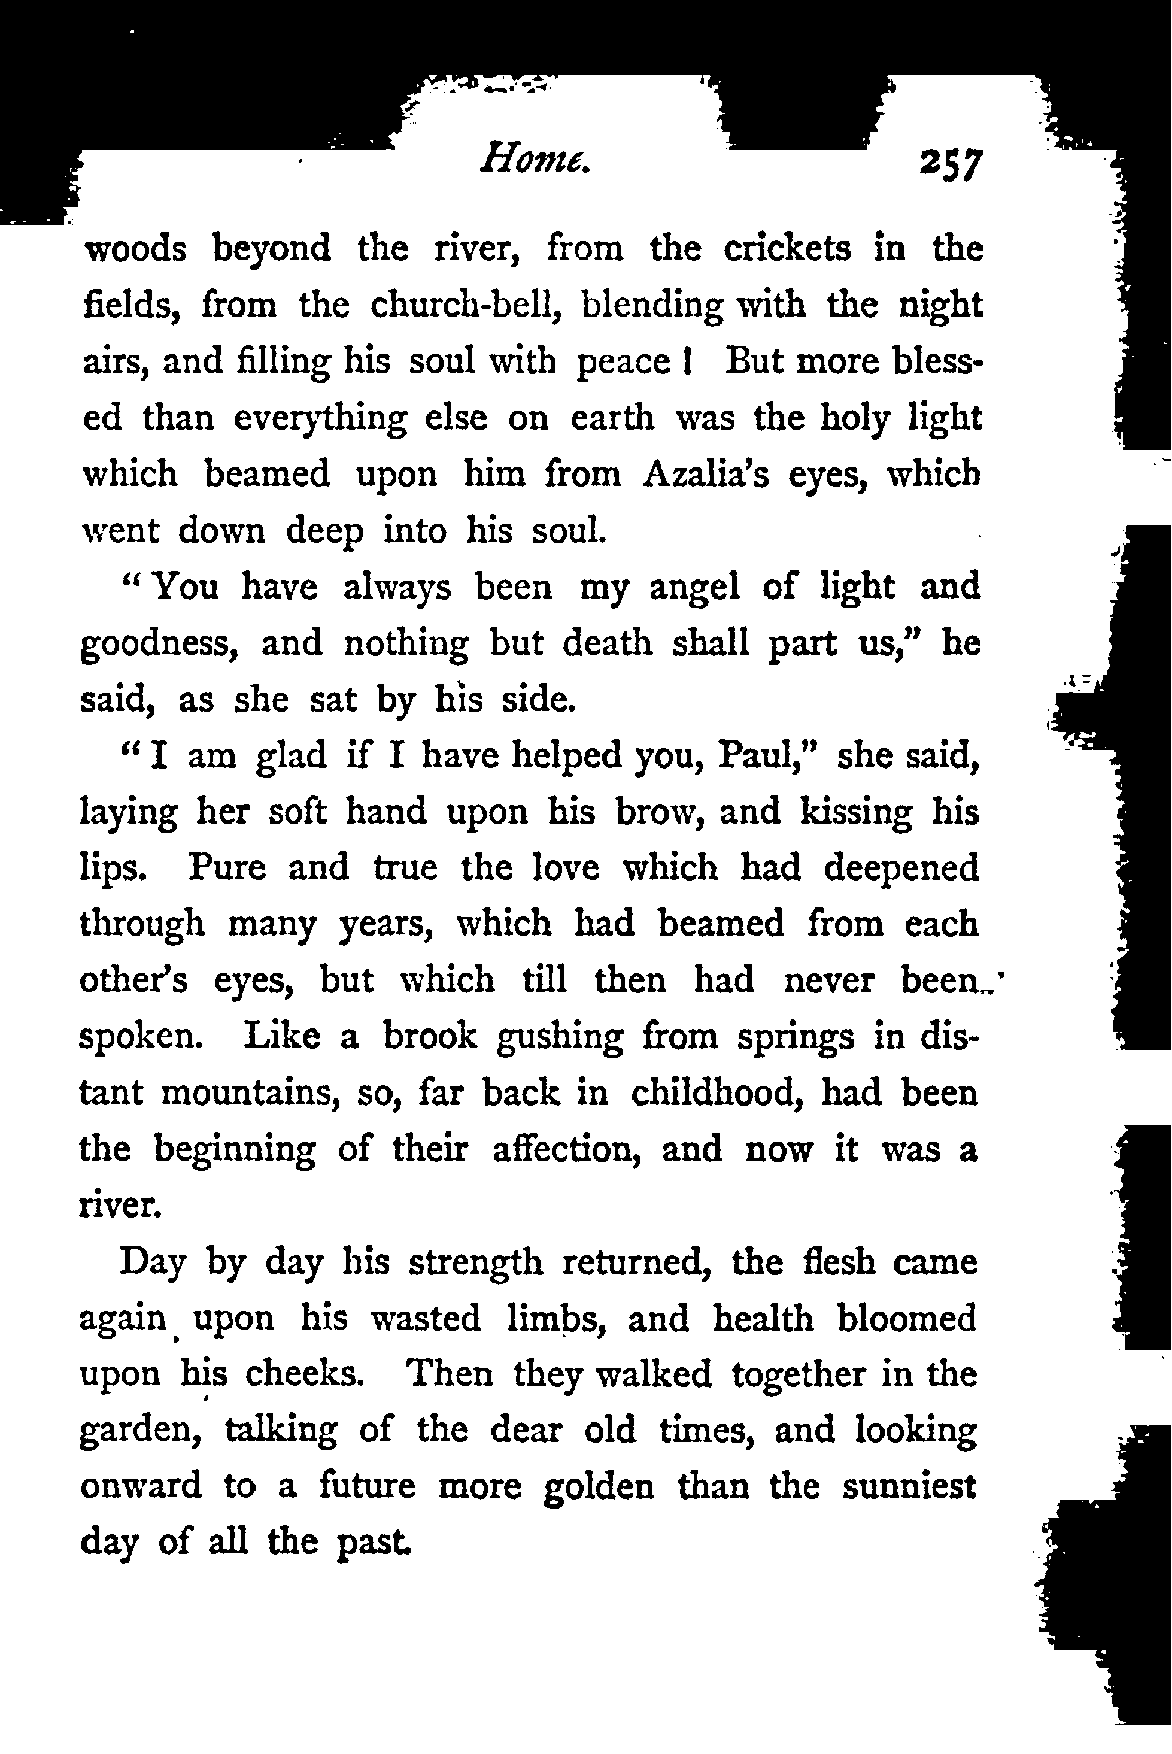 Home. 257
woods beyond the river, from the crickets in the
fields, from the church-bell, blending with the night
airs, and filling his soul with peace! But more bless-
ed than everything else on earth was the holy light
which beamed upon him from Azalia's eyes, which
went down deep into his soul.
“ You have always been my angel of light and
goodness, and nothing but death shall part us,” he
said, as she sat by his side.
“ I am glad if I have helped you, Paul,” she said,
laying her soft hand upon his brow, and kissing his
lips. Pure and true the love which had deepened
through many years, which had beamed from each
other's eyes, but which till then had never been
spoken. Like a brook gushing from springs in dis-
tant mountains, so, far back in childhood, had been
the beginning of their affection, and now it was a
river.
Day by day his strength returned, the flesh came
again upon his wasted limbs, and health bloomed
upon his cheeks. Then they walked together in the
garden, talking of the dear old times, and looking
onward to a future more golden than the sunniest
day of all the past.